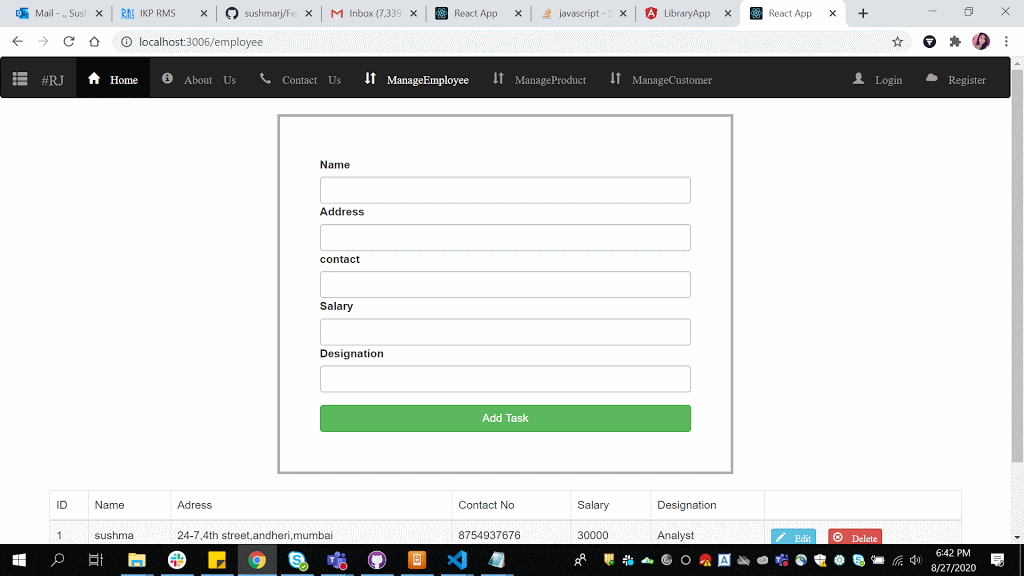 Mail - ., Sush
IKP RMS
sushmarj/Fe
Inbox (7,339
React App
javascript - S
LibraryApp
React App
localhost:3006/employee
#RJ
Home
About Us
Contact Us
ManageEmployee
ManageProduct
ManageCustomer
Login
Register
Name
Address
contact
Salary
Designation
Add Task
ID Name Adress Contact No Salary Designation
1 sushma 24-7,4th street,andheri,mumbai 8754937676 30000 Analyst Edit Delete
6:42 PM
8/27/2020